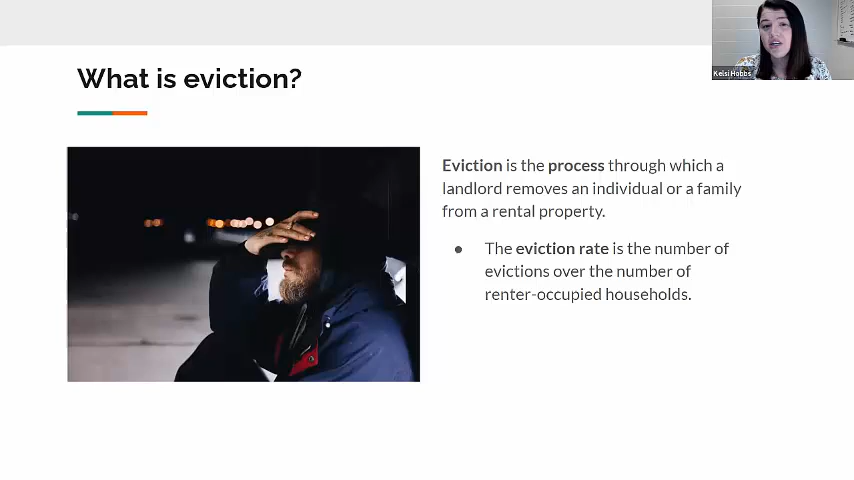 Kelsi Hobbs
What is eviction?
Eviction is the process through which a
landlord removes an individual or a family
from a rental property.
● The eviction rate is the number of
evictions over the number of
renter-occupied households.